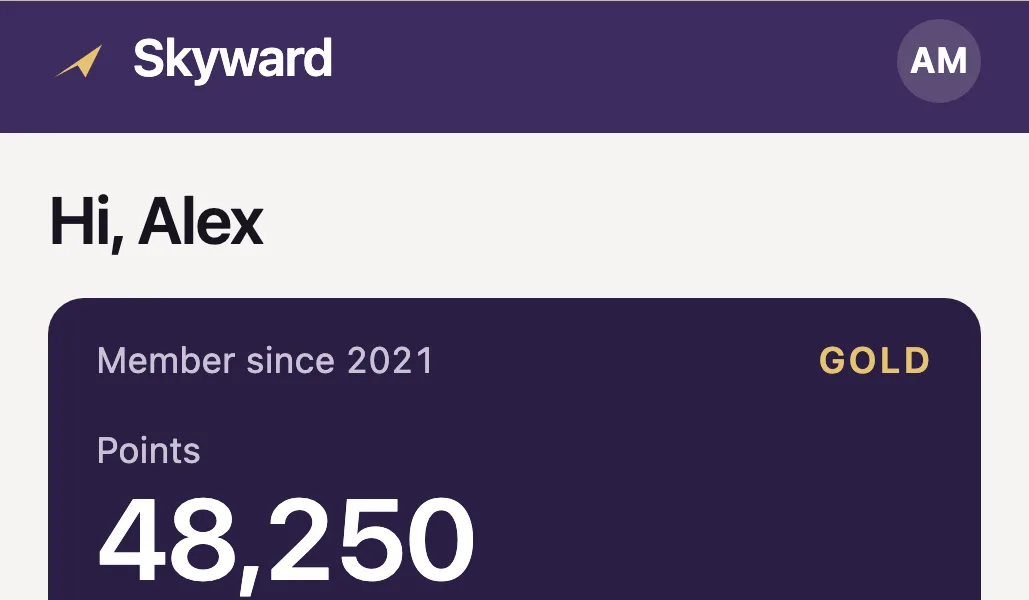 Skyward
AM
Hi, Alex
Member since 2021
GOLD
Points
48,250